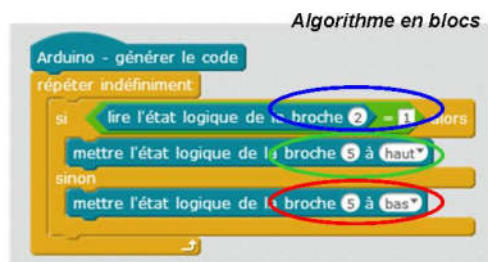 Algorithme en blocs
Arduino - générer le code
répéter indéfiniment
si lire l'état logique de la broche 2 = 1 alors
mettre l'état logique de la broche 5 à haut
sinon
mettre l'état logique de la broche 5 à bas